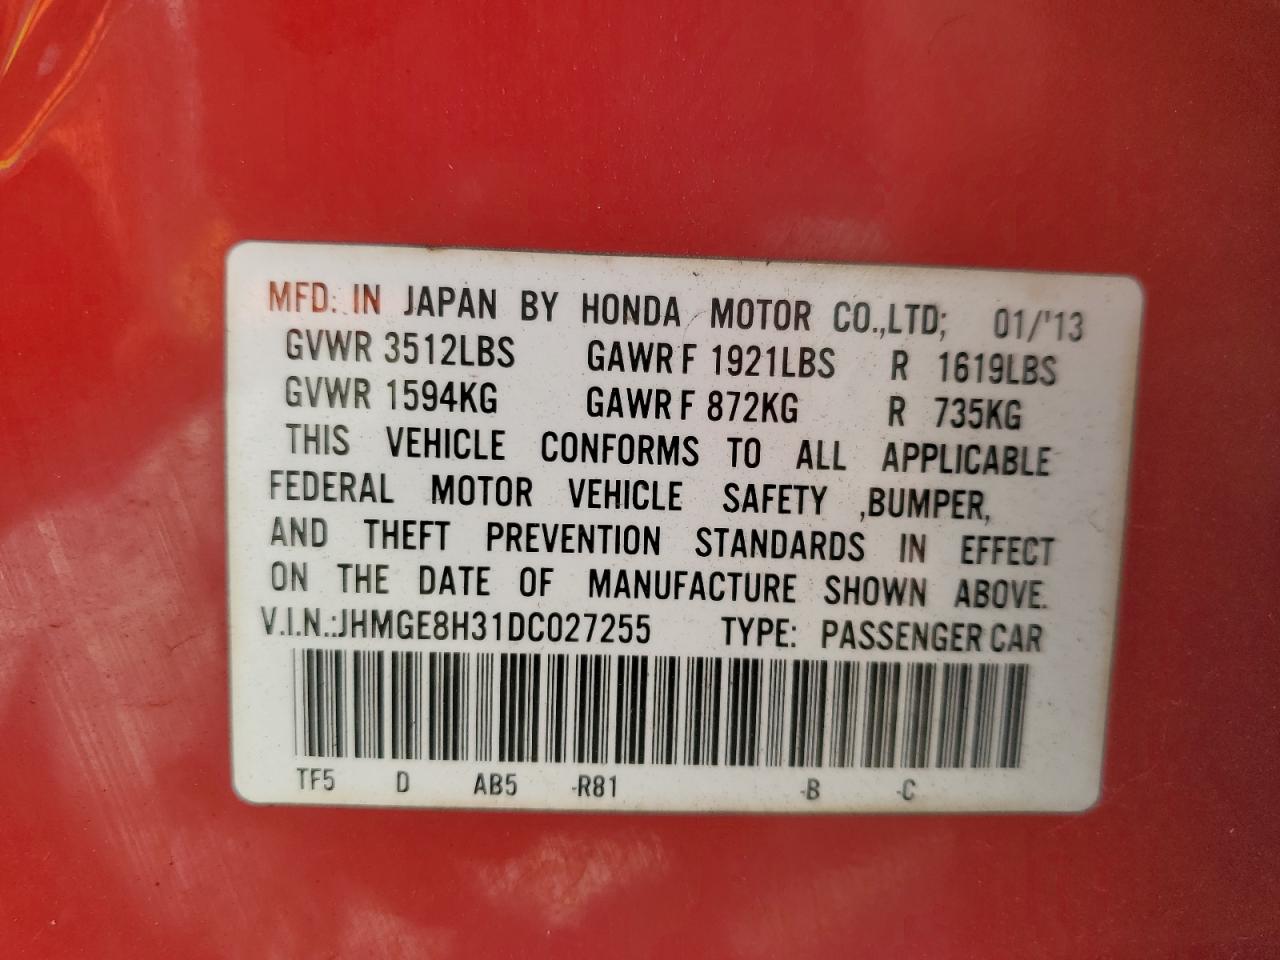 MFD. IN JAPAN BY HONDA MOTOR CO.,LTD; 01/'13
GVWR 3512LBS GAWR F 1921LBS R 1619LBS
GVWR 1594KG GAWR F 872KG R 735KG
THIS VEHICLE CONFORMS TO ALL APPLICABLE
FEDERAL MOTOR VEHICLE SAFETY ,BUMPER,
AND THEFT PREVENTION STANDARDS IN EFFECT
ON THE DATE OF MANUFACTURE SHOWN ABOVE.
V.I.N.:JHMGE8H31DC027255 TYPE: PASSENGER CAR
TF5 D AB5 -R81 -B -C